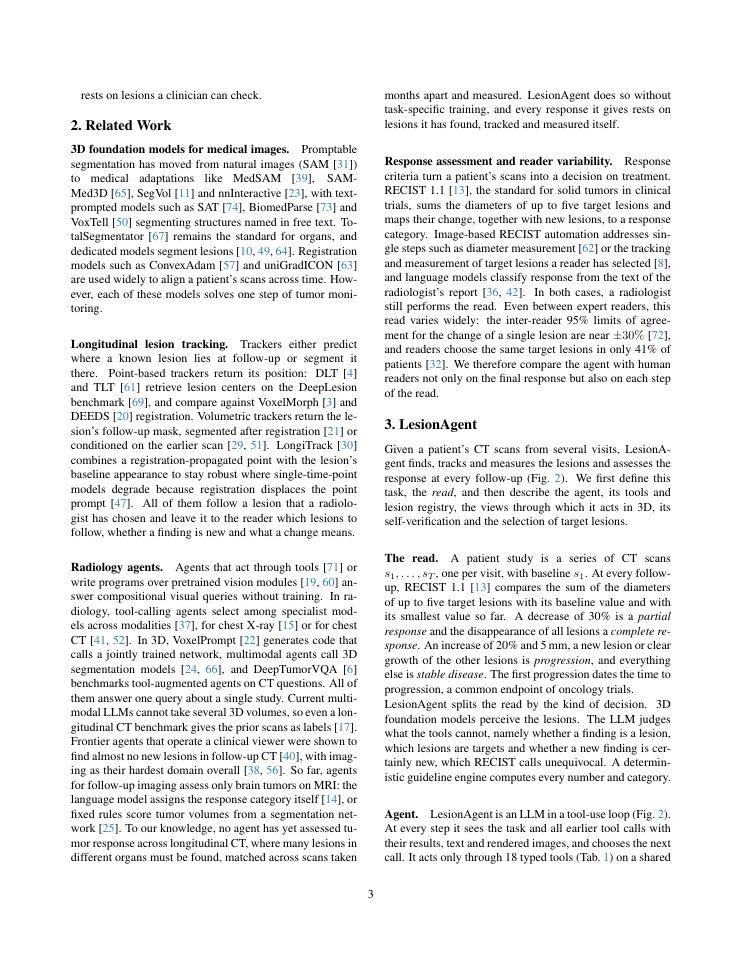 rests on lesions a clinician can check.
2. Related Work
3D foundation models for medical images. Promptable
segmentation has moved from natural images (SAM [31])
to medical adaptations like MedSAM [39], SAM-
Med3D [65], SegVol [11] and nnInteractive [23], with text-
prompted models such as SAT [74], BiomedParse [73] and
VoxTell [50] segmenting structures named in free text. To-
talSegmentator [67] remains the standard for organs, and
dedicated models segment lesions [10, 49, 64]. Registration
models such as ConvexAdam [57] and uniGradICON [63]
are used widely to align a patient's scans across time. How-
ever, each of these models solves one step of tumor moni-
toring.
Longitudinal lesion tracking. Trackers either predict
where a known lesion lies at follow-up or segment it
there. Point-based trackers return its position: DLT [4]
and TLT [61] retrieve lesion centers on the DeepLesion
benchmark [69], and compare against VoxelMorph [3] and
DEEDS [20] registration. Volumetric trackers return the le-
sion's follow-up mask, segmented after registration [21] or
conditioned on the earlier scan [29, 51]. LongiTrack [30]
combines a registration-propagated point with the lesion's
baseline appearance to stay robust where single-time-point
models degrade because registration displaces the point
prompt [47]. All of them follow a lesion that a radiolo-
gist has chosen and leave it to the reader which lesions to
follow, whether a finding is new and what a change means.
Radiology agents. Agents that act through tools [71] or
write programs over pretrained vision modules [19, 60] an-
swer compositional visual queries without training. In ra-
diology, tool-calling agents select among specialist mod-
els across modalities [37], for chest X-ray [15] or for chest
CT [41, 52]. In 3D, VoxelPrompt [22] generates code that
calls a jointly trained network, multimodal agents call 3D
segmentation models [24, 66], and DeepTumorVQA [6]
benchmarks tool-augmented agents on CT questions. All of
them answer one query about a single study. Current multi-
modal LLMs cannot take several 3D volumes, so even a lon-
gitudinal CT benchmark gives the prior scans as labels [17].
Frontier agents that operate a clinical viewer were shown to
find almost no new lesions in follow-up CT [40], with imag-
ing as their hardest domain overall [38, 56]. So far, agents
for follow-up imaging assess only brain tumors on MRI: the
language model assigns the response category itself [14], or
fixed rules score tumor volumes from a segmentation net-
work [25]. To our knowledge, no agent has yet assessed tu-
mor response across longitudinal CT, where many lesions in
different organs must be found, matched across scans taken
months apart and measured. LesionAgent does so without
task-specific training, and every response it gives rests on
lesions it has found, tracked and measured itself.
Response assessment and reader variability. Response
criteria turn a patient's scans into a decision on treatment.
RECIST 1.1 [13], the standard for solid tumors in clinical
trials, sums the diameters of up to five target lesions and
maps their change, together with new lesions, to a response
category. Image-based RECIST automation addresses sin-
gle steps such as diameter measurement [62] or the tracking
and measurement of target lesions a reader has selected [8],
and language models classify response from the text of the
radiologist's report [36, 42]. In both cases, a radiologist
still performs the read. Even between expert readers, this
read varies widely: the inter-reader 95% limits of agree-
ment for the change of a single lesion are near ±30% [72],
and readers choose the same target lesions in only 41% of
patients [32]. We therefore compare the agent with human
readers not only on the final response but also on each step
of the read.
3. LesionAgent
Given a patient's CT scans from several visits, LesionA-
gent finds, tracks and measures the lesions and assesses the
response at every follow-up (Fig. 2). We first define this
task, the read, and then describe the agent, its tools and
lesion registry, the views through which it acts in 3D, its
self-verification and the selection of target lesions.
The read. A patient study is a series of CT scans
s1, . . . , sT, one per visit, with baseline s1. At every follow-
up, RECIST 1.1 [13] compares the sum of the diameters
of up to five target lesions with its baseline value and with
its smallest value so far. A decrease of 30% is a partial
response and the disappearance of all lesions a complete re-
sponse. An increase of 20% and 5 mm, a new lesion or clear
growth of the other lesions is progression, and everything
else is stable disease. The first progression dates the time to
progression, a common endpoint of oncology trials.
LesionAgent splits the read by the kind of decision. 3D
foundation models perceive the lesions. The LLM judges
what the tools cannot, namely whether a finding is a lesion,
which lesions are targets and whether a new finding is cer-
tainly new, which RECIST calls unequivocal. A determin-
istic guideline engine computes every number and category.
Agent. LesionAgent is an LLM in a tool-use loop (Fig. 2).
At every step it sees the task and all earlier tool calls with
their results, text and rendered images, and chooses the next
call. It acts only through 18 typed tools (Tab. 1) on a shared
3